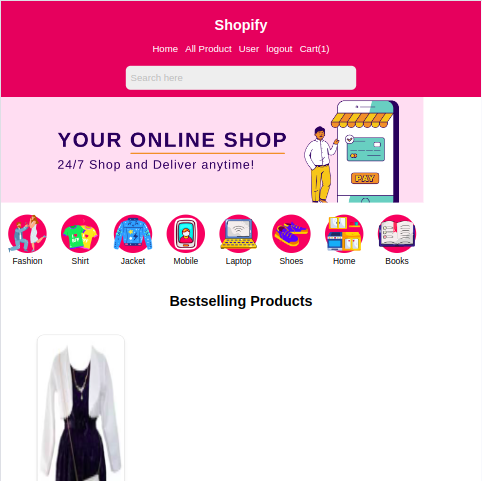 Shopify
Home All Product User logout Cart(1)
Search here
YOUR ONLINE SHOP
24/7 Shop and Deliver anytime!
PAY
Fashion Shirt Jacket Mobile Laptop Shoes Home Books
Bestselling Products